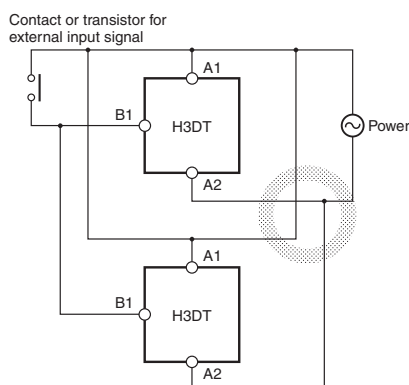 Contact or transistor for
external input signal
A1
B1
H3DT
Power
A2
A1
B1
H3DT
A2